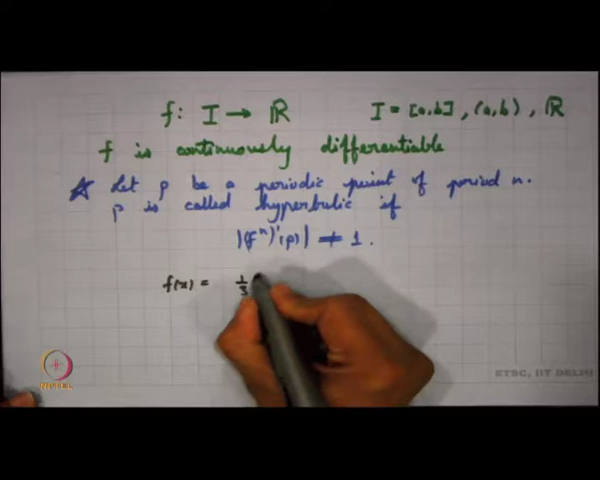 f: I → ℝ I = [a,b], (a,b), ℝ
f is continuously differentiable
☆ Let p be a periodic point of period n.
p is called hyperbolic if
|(fⁿ)'(p)| ≠ 1.
f(x) = 1/3
ETSC, IIT DELHI
NPTEL